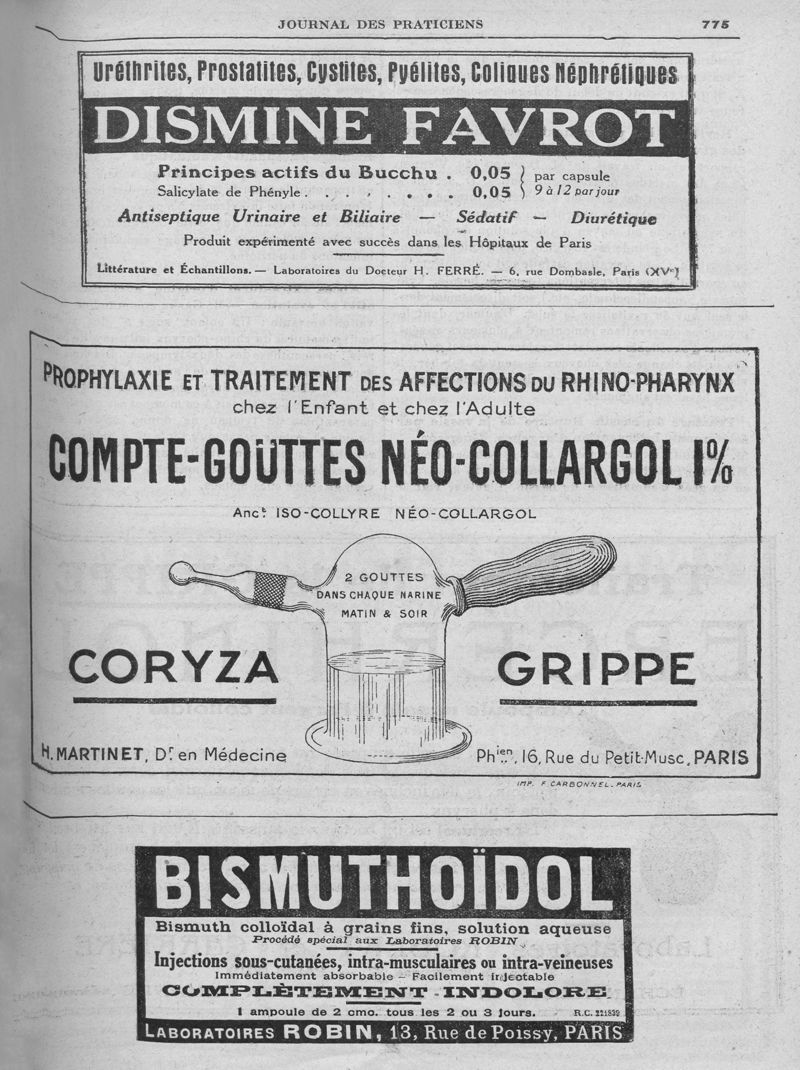 JOURNAL DES PRATICIENS 775
Uréthrites, Prostatites, Cystites, Pyélites, Coliques Néphrétiques
DISMINE FAVROT
Principes actifs du Bucchu . 0,05 } par capsule
Salicylate de Phényle . . . . . . . . 0,05 } 9 à 12 par jour
Antiseptique Urinaire et Biliaire — Sédatif — Diurétique
Produit expérimenté avec succès dans les Hôpitaux de Paris
Littérature et Échantillons. — Laboratoires du Docteur H. FERRÉ. — 6, rue Dombasle, Paris (XVe)
PROPHYLAXIE ET TRAITEMENT DES AFFECTIONS DU RHINO-PHARYNX
chez l'Enfant et chez l'Adulte
COMPTE-GOUTTES NÉO-COLLARGOL 1%
Anct ISO-COLLYRE NÉO-COLLARGOL
2 GOUTTES
DANS CHAQUE NARINE
MATIN & SOIR
CORYZA GRIPPE
H. MARTINET, Dr en Médecine Phien, 16, Rue du Petit-Musc, PARIS
IMP. F CARBONNEL. PARIS
BISMUTHOÏDOL
Bismuth colloïdal à grains fins, solution aqueuse
Procédé spécial aux Laboratoires ROBIN
Injections sous-cutanées, intra-musculaires ou intra-veineuses
Immédiatement absorbable – Facilement injectable
COMPLÈTEMENT - INDOLORE
1 ampoule de 2 cmc. tous les 2 ou 3 jours. R.C.
LABORATOIRES ROBIN, 13, Rue de Poissy, PARIS